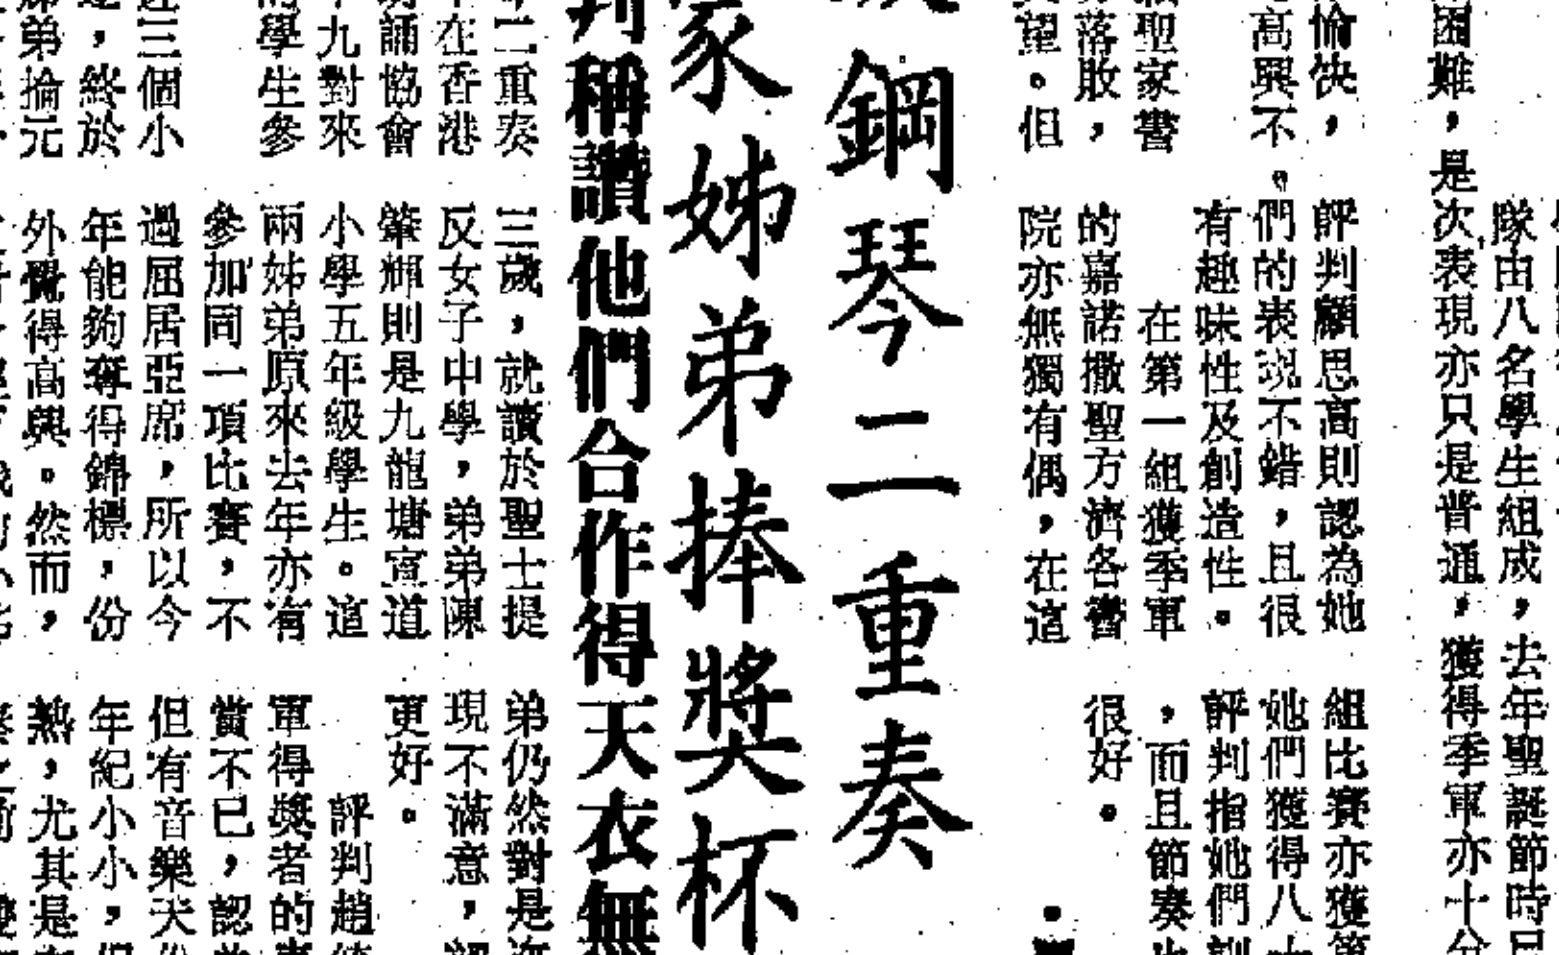 隊由八名學生組成，去年聖誕節時已
困難，是次表現亦只是普通，獲得季軍亦十分
愉快，
高興不。
聖家書
落敗，
望。但
評判顧思高則認為她
們的表現不錯，且很
有趣味性及創造性。
在第一組獲季軍
的嘉諾撒聖方濟各書
院亦無獨有偶，在這
組比賽亦獲第
她們獲得八十
評判指她們訓
，而且節奏也
很好。
鋼琴二重奏
家姊弟捧獎杯
判稱讚他們合作得天衣無
二重奏
在香港
誦協會
九對來
學生參
三個小
，終於
弟掄元
三歲，就讀於聖士提
反女子中學，弟弟陳
肇輝則是九龍塘宣道
小學五年級學生。這
兩姊弟原來去年亦有
參加同一項比賽，不
過屈居亞席，所以今
年能夠奪得錦標，份
外覺得高興。然而，
弟仍然對是
現不滿意，認
更好。
評判趙
軍得獎者的
賞不已，認
但有音樂天份
年紀小小，但
熱，尤其是